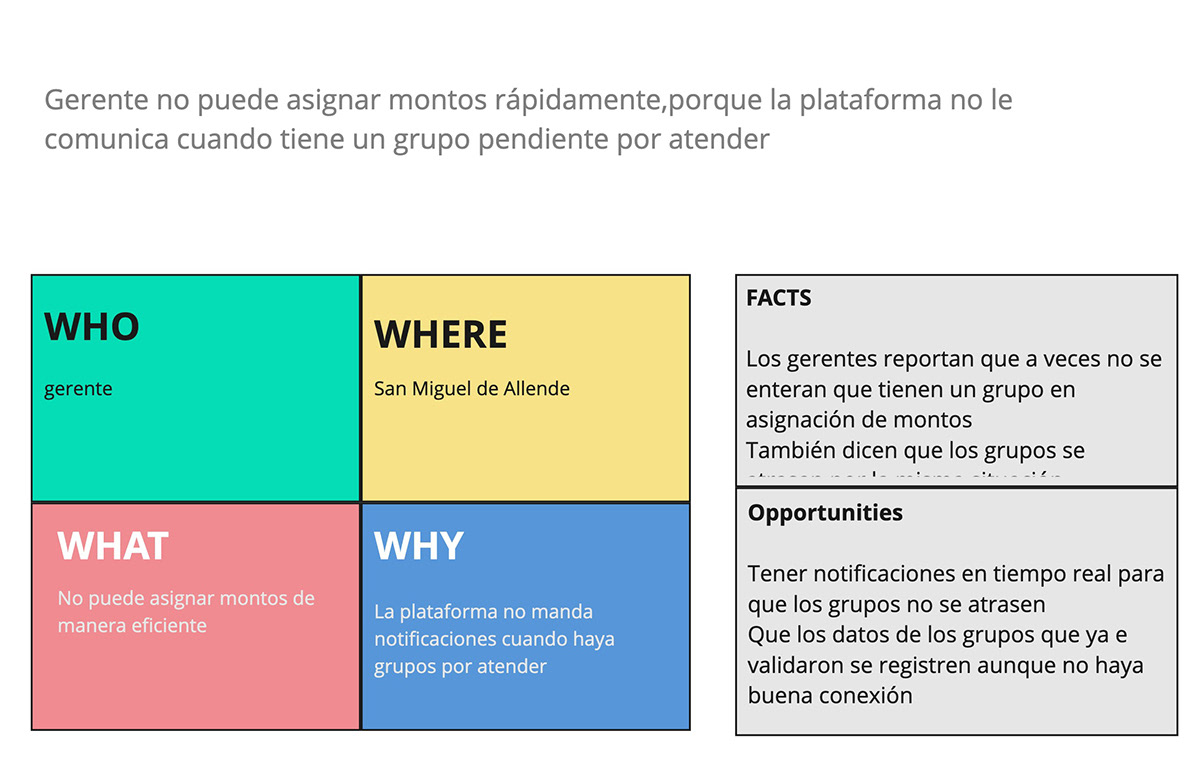 Gerente no puede asignar montos rápidamente,porque la plataforma no le
comunica cuando tiene un grupo pendiente por atender
WHO
gerente
WHERE
San Miguel de Allende
WHAT
No puede asignar montos de
manera eficiente
WHY
La plataforma no manda
notificaciones cuando haya
grupos por atender
FACTS
Los gerentes reportan que a veces no se
enteran que tienen un grupo en
asignación de montos
También dicen que los grupos se
Opportunities
Tener notificaciones en tiempo real para
que los grupos no se atrasen
Que los datos de los grupos que ya e
validaron se registren aunque no haya
buena conexión